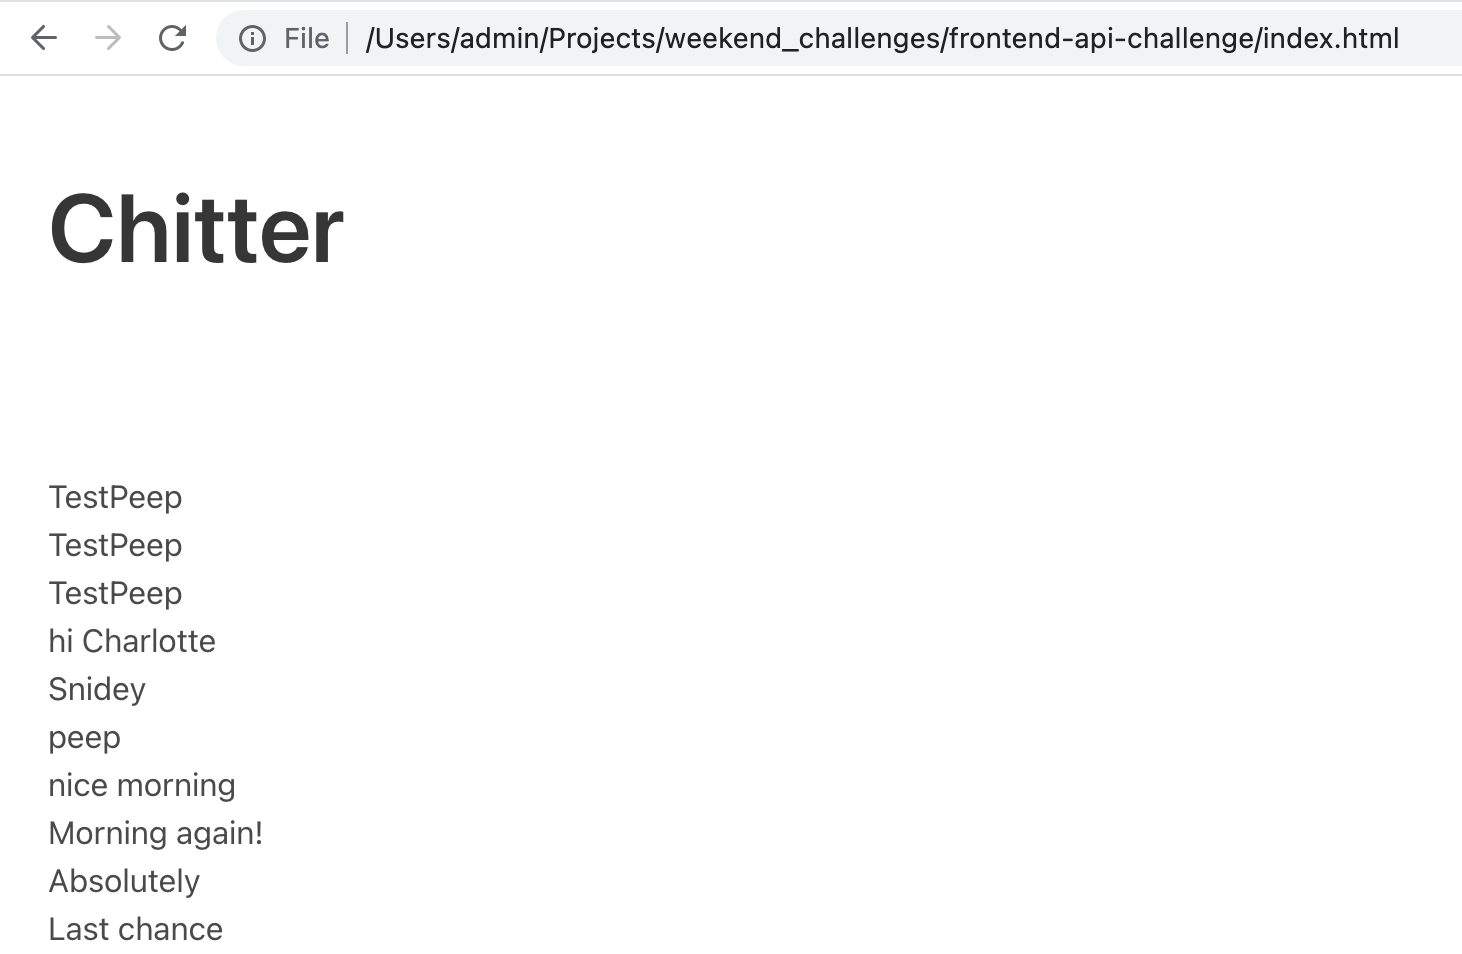 File /Users/admin/Projects/weekend_challenges/frontend-api-challenge/index.html
Chitter
TestPeep
TestPeep
TestPeep
hi Charlotte
Snidey
peep
nice morning
Morning again!
Absolutely
Last chance